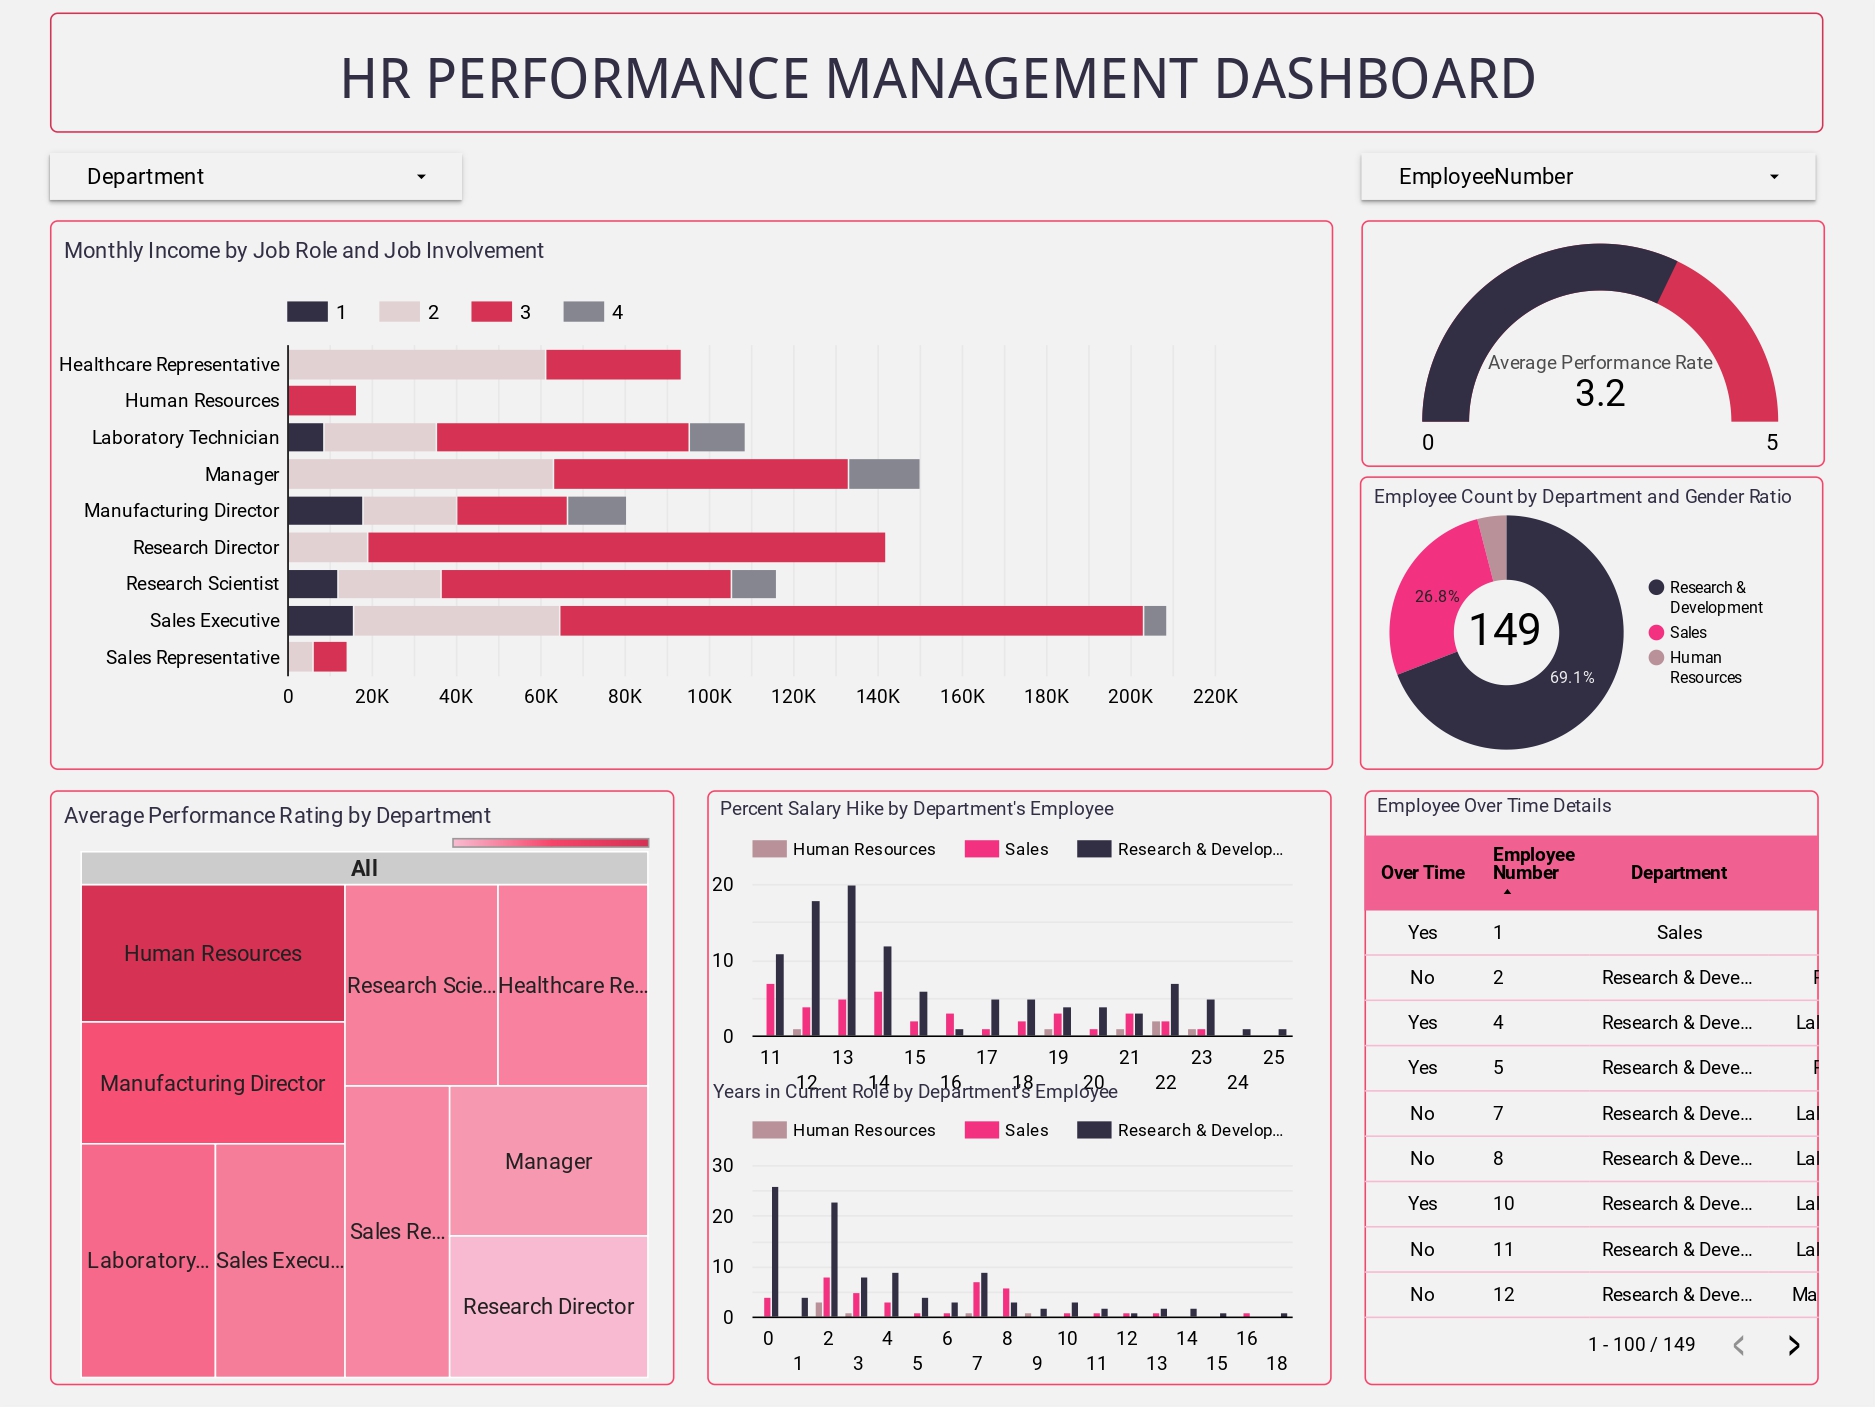 HR PERFORMANCE MANAGEMENT DASHBOARD
Department
EmployeeNumber
Monthly Income by Job Role and Job Involvement
1 2 3 4
Healthcare Representative
Human Resources
Laboratory Technician
Manager
Manufacturing Director
Research Director
Research Scientist
Sales Executive
Sales Representative
0 20K 40K 60K 80K 100K 120K 140K 160K 180K 200K 220K
Average Performance Rate
3.2
0 5
Employee Count by Department and Gender Ratio
26.8%
149
69.1%
Research &
Development
Sales
Human
Resources
Average Performance Rating by Department
All
Human Resources
Research Scie...
Healthcare Re...
Manufacturing Director
Laboratory...
Sales Execu...
Sales Re...
Manager
Research Director
Percent Salary Hike by Department's Employee
Human Resources Sales Research & Develop...
20
10
0
11 13 15 17 19 21 23 25
12 14 16 18 20 22 24
Years in Current Role by Department's Employee
Human Resources Sales Research & Develop...
30
20
10
0
0 2 4 6 8 10 12 14 16
1 3 5 7 9 11 13 15 18
Employee Over Time Details
Over Time Employee Number Department
Yes 1 Sales
No 2 Research & Deve...
Yes 4 Research & Deve... La
Yes 5 Research & Deve...
No 7 Research & Deve... La
No 8 Research & Deve... La
Yes 10 Research & Deve... La
No 11 Research & Deve... La
No 12 Research & Deve... Ma
1 - 100 / 149